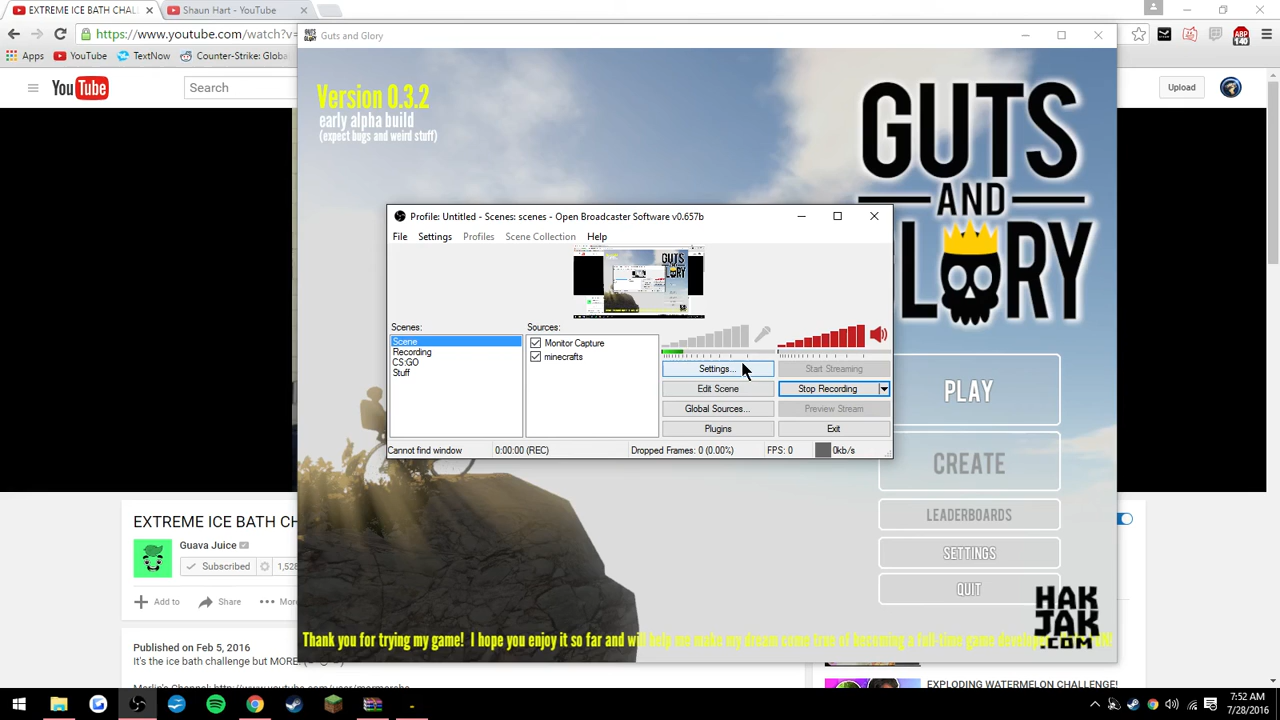 EXTREME ICE BATH CHAL
Shaun Hart - YouTube
https://www.youtube.com/watch?v=
Apps
YouTube
TextNow
Counter-Strike: Globa
ABP
140
YouTube
Search
Upload
Guts and Glory
Version 0.3.2
early alpha build
(expect bugs and weird stuff)
GUTS
AND
GLORY
PLAY
CREATE
LEADERBOARDS
SETTINGS
QUIT
HAK
JAK
.COM
Thank you for trying my game! I hope you enjoy it so far and will help me make my dream come true of becoming a full-time game
Profile: Untitled - Scenes: scenes - Open Broadcaster Software v0.657b
File Settings Profiles Scene Collection Help
Scenes:
Scene
Recording
CS:GO
Stuff
Sources:
Monitor Capture
minecrafts
Settings...
Start Streaming
Edit Scene
Stop Recording
Global Sources...
Preview Stream
Plugins
Exit
Cannot find window
0:00:00 (REC)
Dropped Frames: 0 (0.00%)
FPS: 0
0kb/s
EXTREME ICE BATH CH
Guava Juice
Subscribed
1,528
Add to
Share
More
Published on Feb 5, 2016
It's the ice bath challenge but MORE!
EXPLODING WATERMELON CHALLENGE!
7:52 AM
7/28/2016